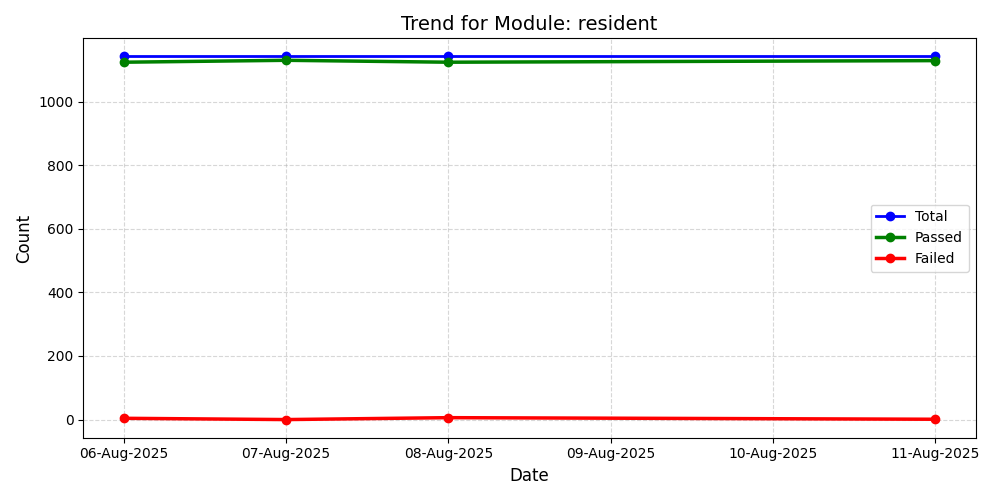 Trend for Module: resident
Count
1000
800
600
400
200
0
Total
Passed
Failed
06-Aug-2025 07-Aug-2025 08-Aug-2025 09-Aug-2025 10-Aug-2025 11-Aug-2025
Date